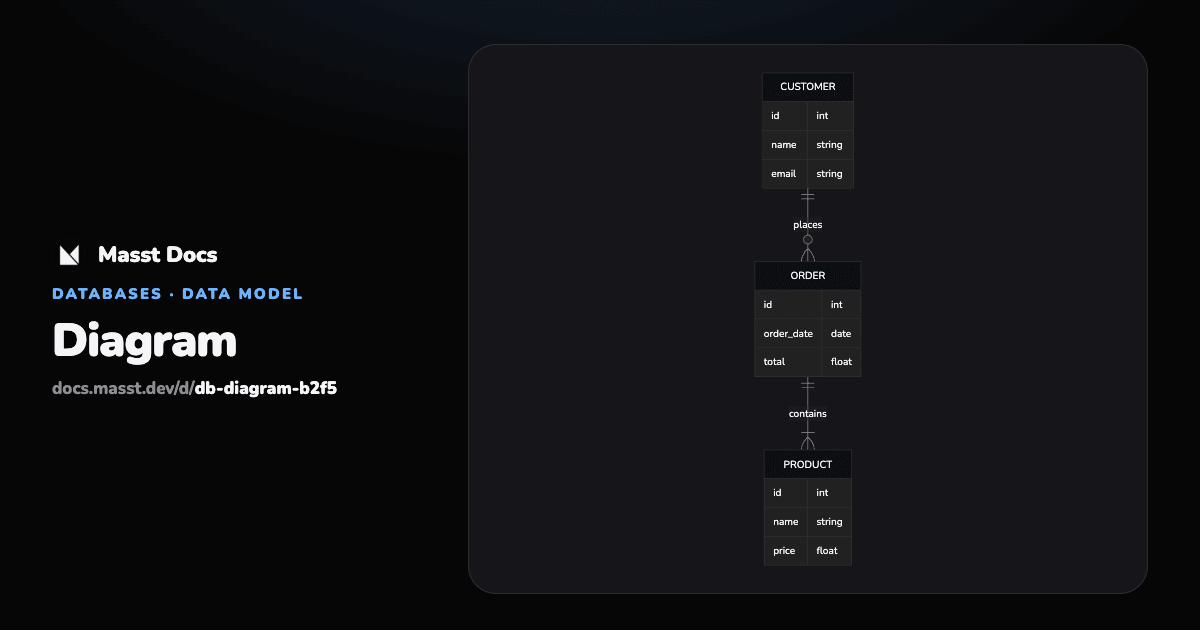 Masst Docs
DATABASES · DATA MODEL
Diagram
docs.masst.dev/d/db-diagram-b2f5
CUSTOMER
id int
name string
email string
places
ORDER
id int
order_date date
total float
contains
PRODUCT
id int
name string
price float